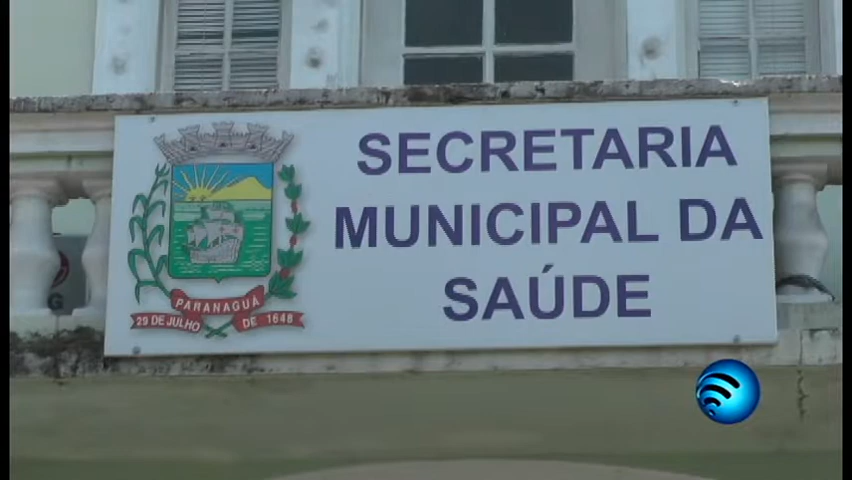 SECRETARIA
MUNICIPAL DA
SAÚDE
PARANAGUÁ
29 DE JULHO DE 1648
G